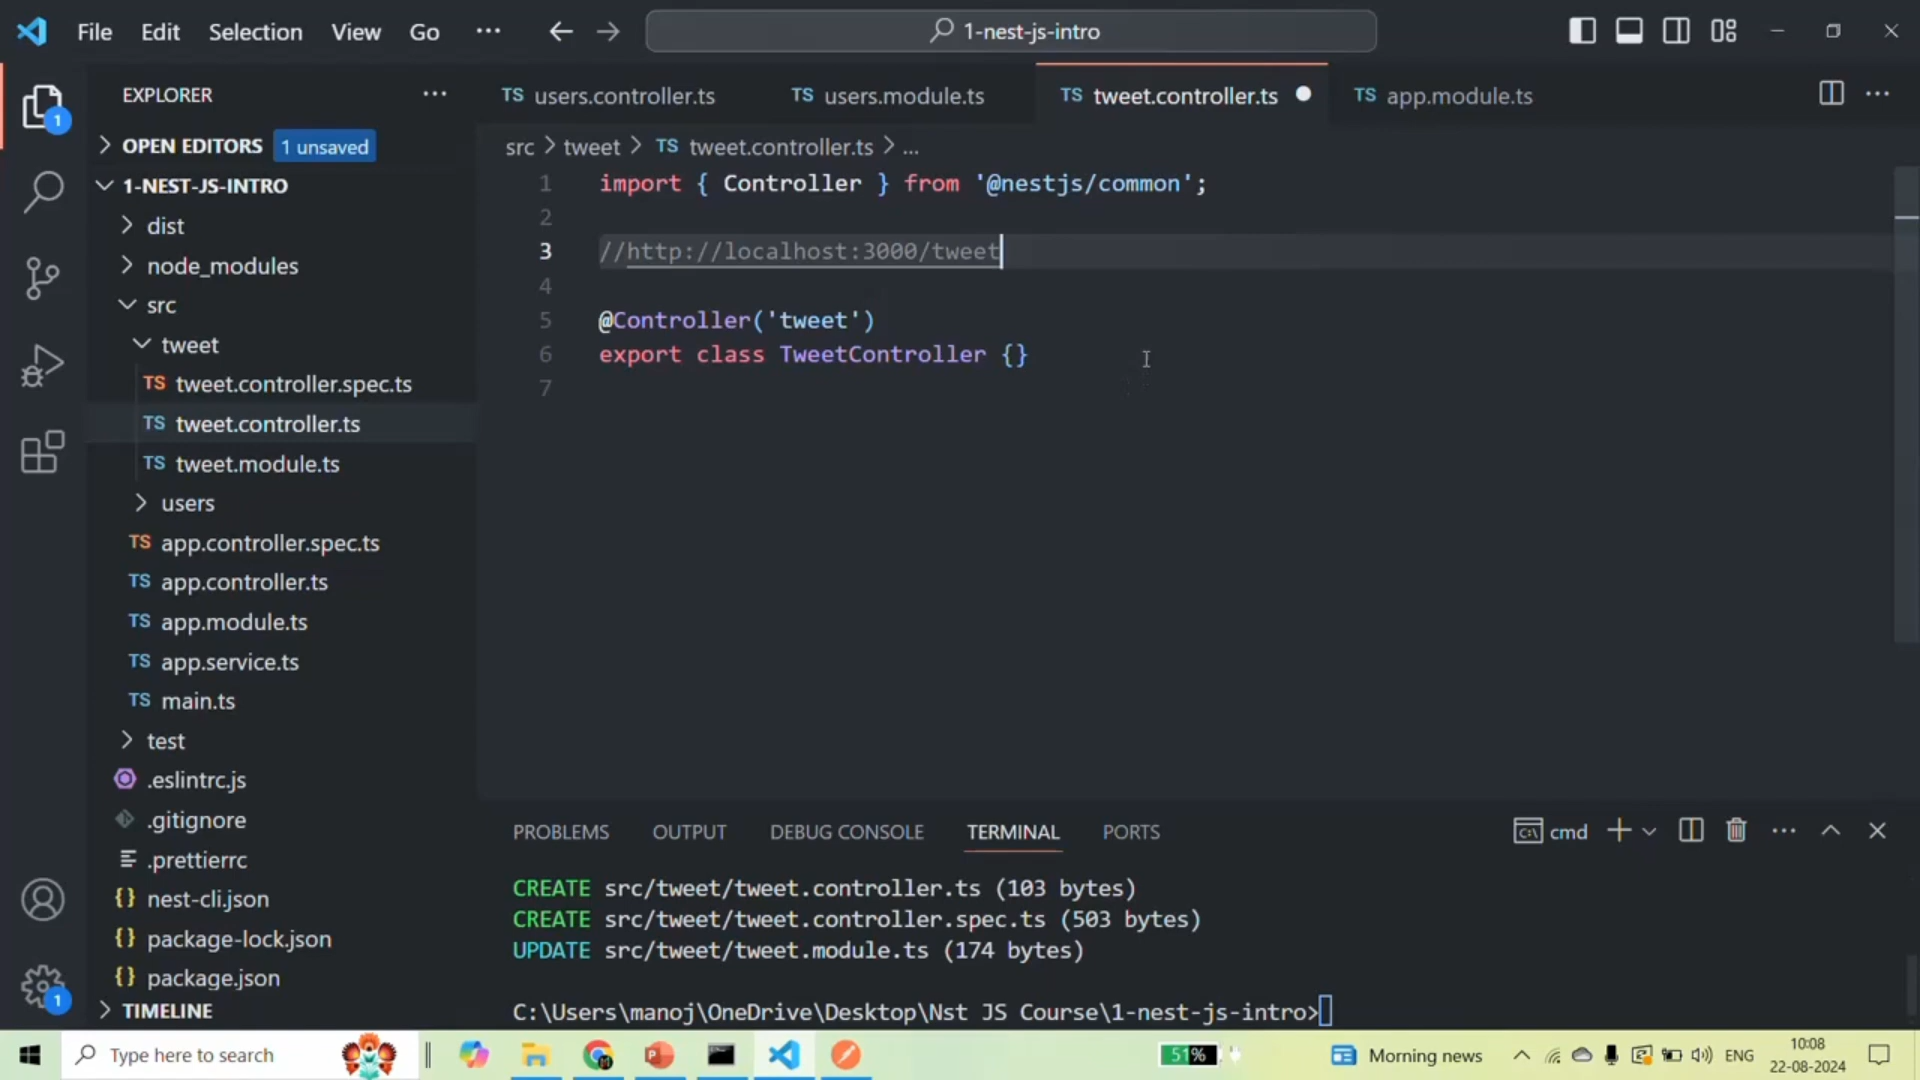 File Edit Selection View Go ··· 1-nest-js-intro
EXPLORER ···
OPEN EDITORS 1 unsaved
1-NEST-JS-INTRO
dist
node_modules
src
tweet
TS tweet.controller.spec.ts
TS tweet.controller.ts
TS tweet.module.ts
users
TS app.controller.spec.ts
TS app.controller.ts
TS app.module.ts
TS app.service.ts
TS main.ts
test
.eslintrc.js
.gitignore
.prettierrc
{} nest-cli.json
{} package-lock.json
{} package.json
TIMELINE
1
1
TS users.controller.ts TS users.module.ts TS tweet.controller.ts TS app.module.ts ···
src > tweet > TS tweet.controller.ts > ...
1 import { Controller } from '@nestjs/common';
2
3 //http://localhost:3000/tweet
4
5 @Controller('tweet')
6 export class TweetController {}
7
PROBLEMS OUTPUT DEBUG CONSOLE TERMINAL PORTS cmd ···
CREATE src/tweet/tweet.controller.ts (103 bytes)
CREATE src/tweet/tweet.controller.spec.ts (503 bytes)
UPDATE src/tweet/tweet.module.ts (174 bytes)
C:\Users\manoj\OneDrive\Desktop\Nst JS Course\1-nest-js-intro>
Type here to search 51% Morning news ENG 10:08
22-08-2024